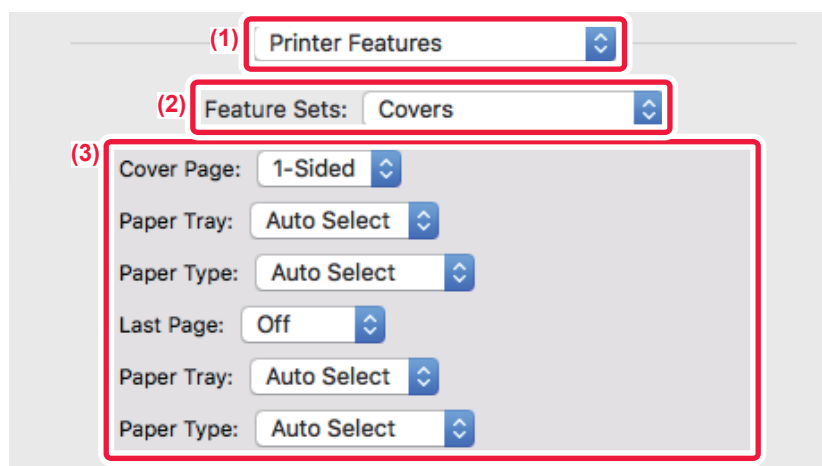 (1) Printer Features
(2) Feature Sets: Covers
(3)
Cover Page: 1-Sided
Paper Tray: Auto Select
Paper Type: Auto Select
Last Page: Off
Paper Tray: Auto Select
Paper Type: Auto Select